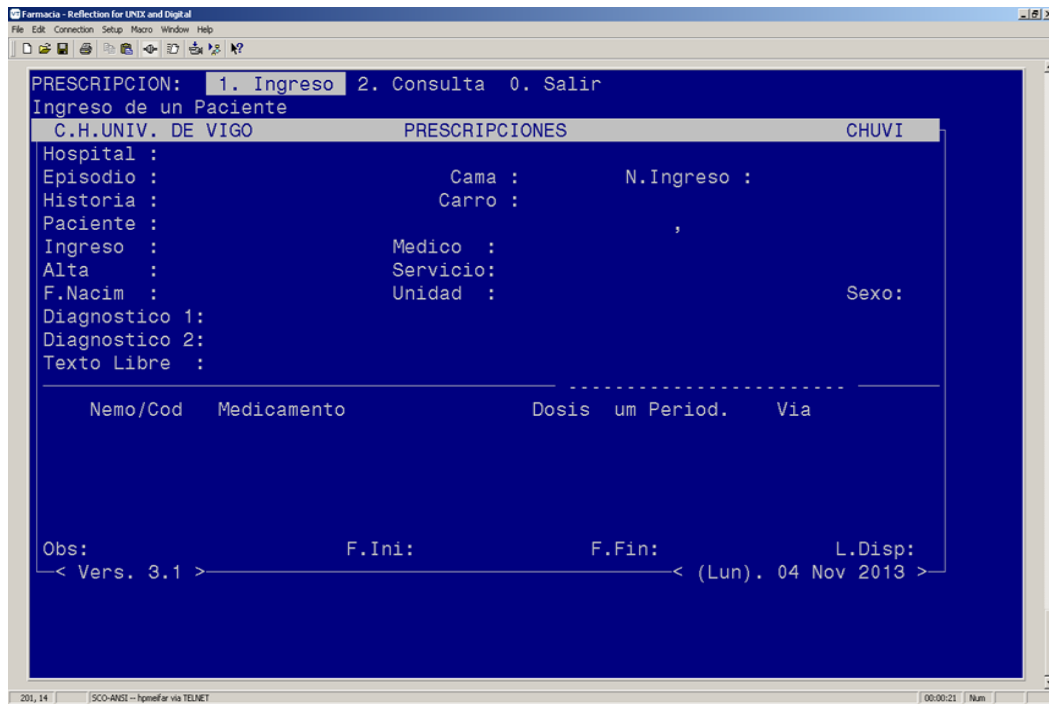 Farmacia - Reflection for UNIX and Digital
File Edit Connection Setup Macro Window Help
PRESCRIPCION: 1. Ingreso 2. Consulta 0. Salir
Ingreso de un Paciente
C.H.UNIV. DE VIGO PRESCRIPCIONES CHUVI
Hospital :
Episodio : Cama : N.Ingreso :
Historia : Carro :
Paciente : ,
Ingreso : Medico :
Alta : Servicio:
F.Nacim : Unidad : Sexo:
Diagnostico 1:
Diagnostico 2:
Texto Libre :
Nemo/Cod Medicamento Dosis um Period. Via
Obs: F.Ini: F.Fin: L.Disp:
< Vers. 3.1 > < (Lun). 04 Nov 2013 >
201, 14 SCO-ANSI -- hpmeifar via TELNET 00:00:21 Num